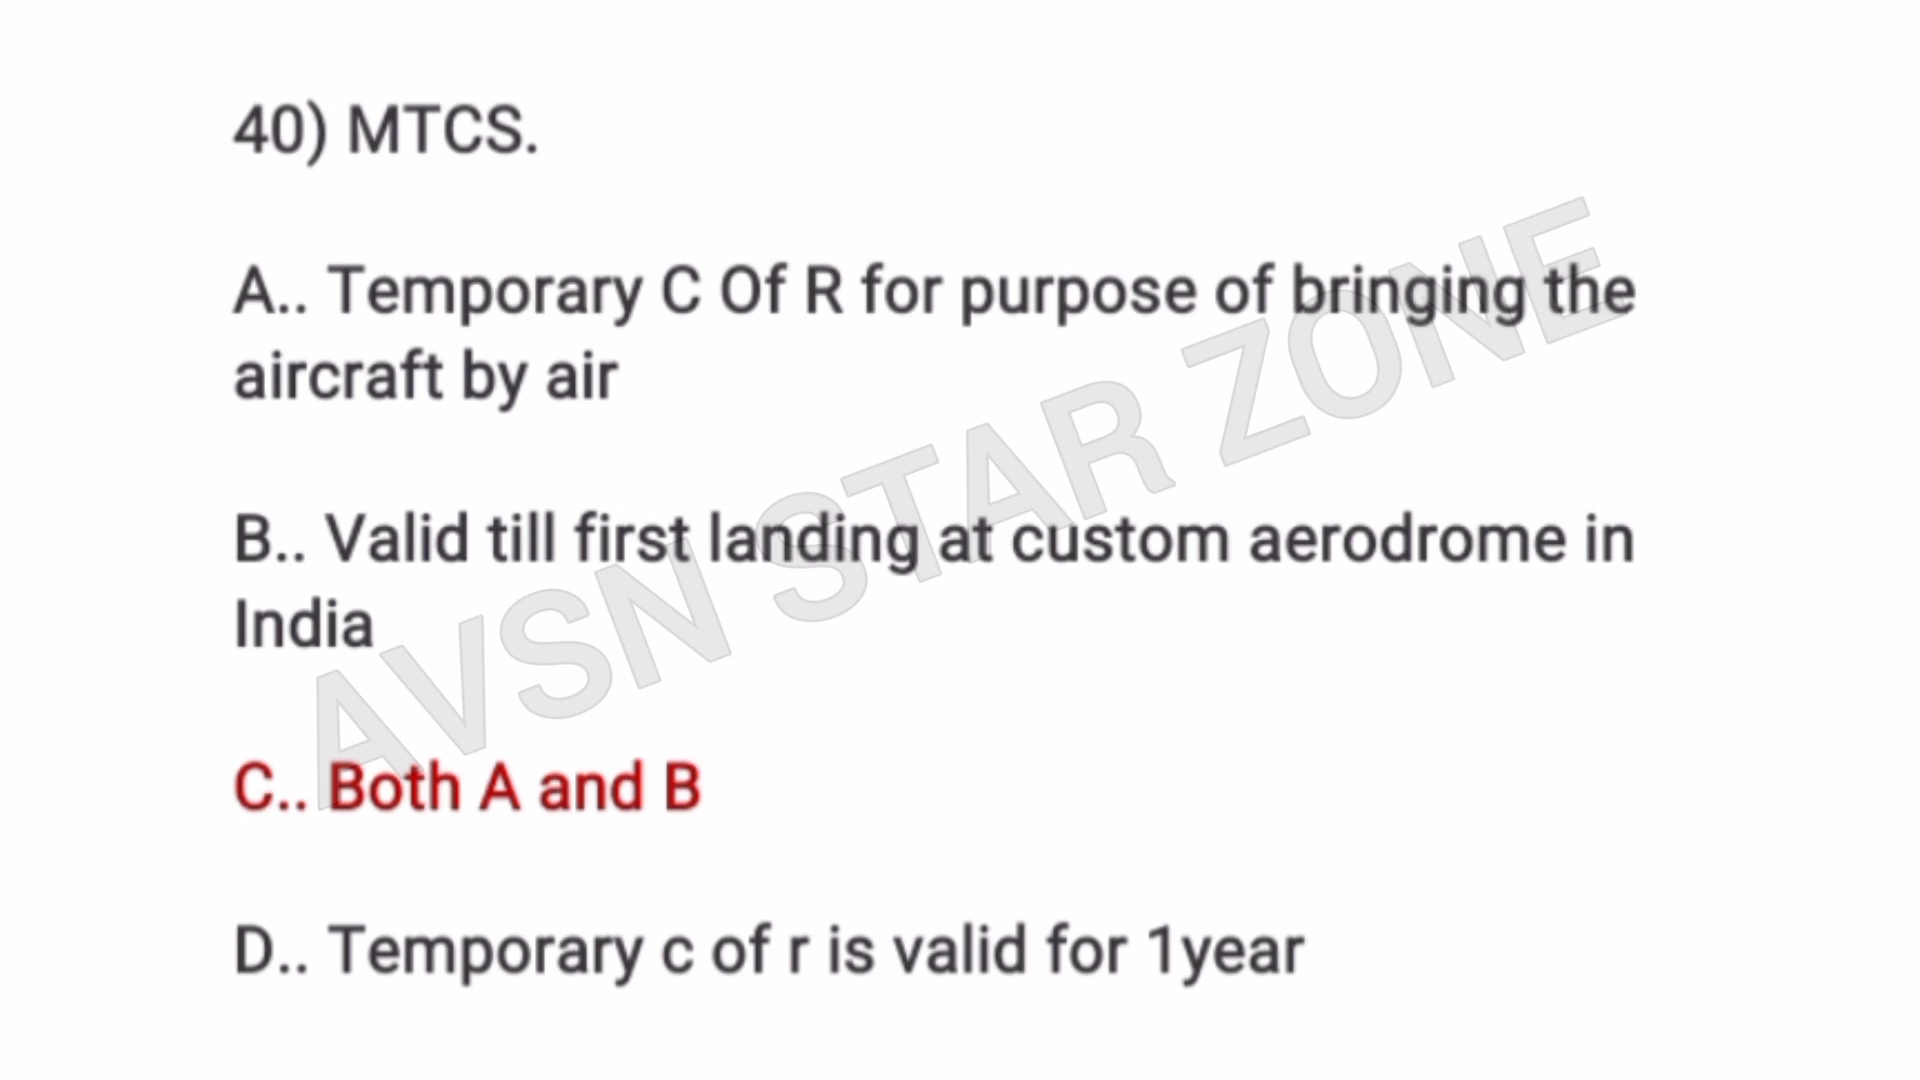 40) MTCS.
A.. Temporary C Of R for purpose of bringing the
aircraft by air
B.. Valid till first landing at custom aerodrome in
India
C.. Both A and B
D.. Temporary c of r is valid for 1year
AVSN STAR ZONE